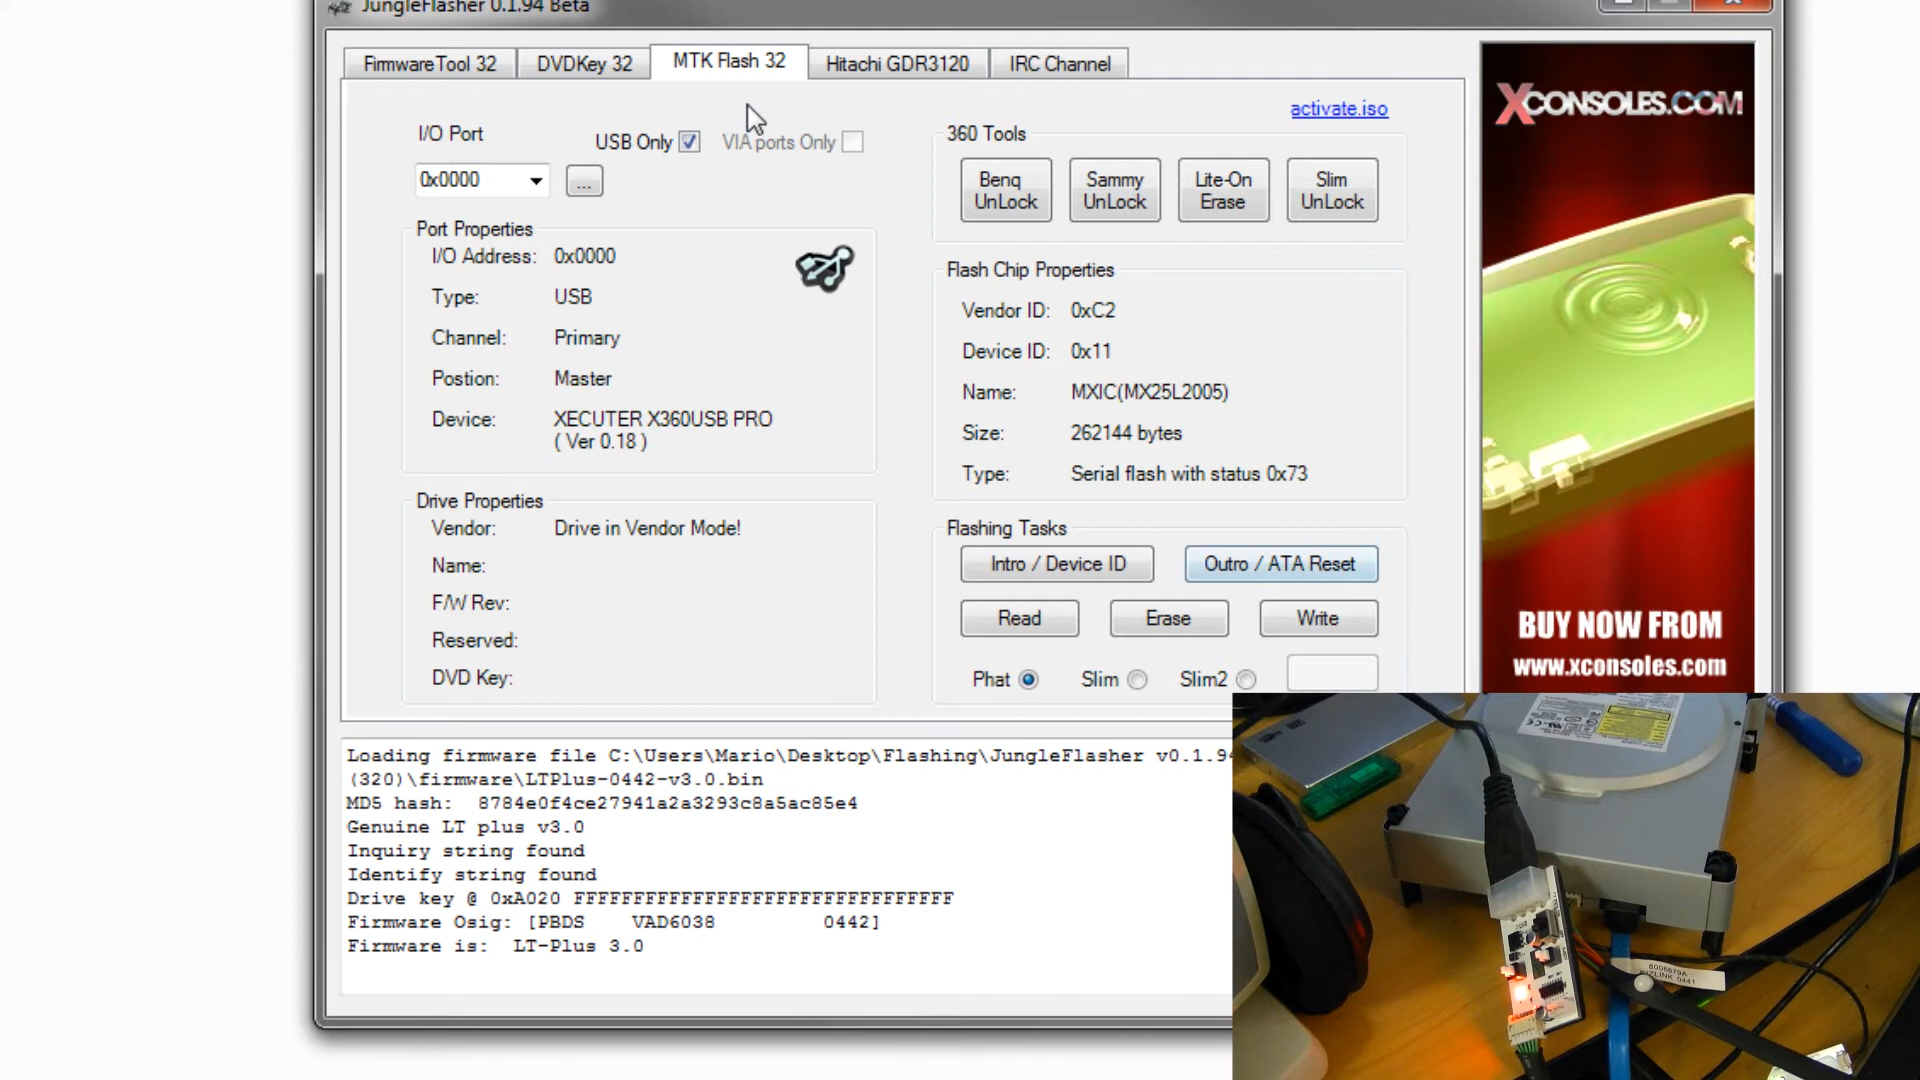 JungleFlasher 0.1.94 Beta
FirmwareTool 32
DVDKey 32
MTK Flash 32
Hitachi GDR3120
IRC Channel
activate.iso
I/O Port
USB Only
VIA ports Only
0x0000
...
Port Properties
I/O Address: 0x0000
Type: USB
Channel: Primary
Postion: Master
Device: XECUTER X360USB PRO
( Ver 0.18 )
Drive Properties
Vendor: Drive in Vendor Mode!
Name:
F/W Rev:
Reserved:
DVD Key:
360 Tools
Benq UnLock
Sammy UnLock
Lite-On Erase
Slim UnLock
Flash Chip Properties
Vendor ID: 0xC2
Device ID: 0x11
Name: MXIC(MX25L2005)
Size: 262144 bytes
Type: Serial flash with status 0x73
Flashing Tasks
Intro / Device ID
Outro / ATA Reset
Read
Erase
Write
Phat
Slim
Slim2
XCONSOLES.COM
BUY NOW FROM
www.xconsoles.com
Loading firmware file C:\Users\Mario\Desktop\Flashing\JungleFlasher v0.1.94
(320)\firmware\LTPlus-0442-v3.0.bin
MD5 hash: 8784e0f4ce27941a2a3293c8a5ac85e4
Genuine LT plus v3.0
Inquiry string found
Identify string found
Drive key @ 0xA020 FFFFFFFFFFFFFFFFFFFFFFFFFFFFFFFF
Firmware Osig: [PBDS VAD6038 0442]
Firmware is: LT-Plus 3.0
8006679A
BIZLINK 0441